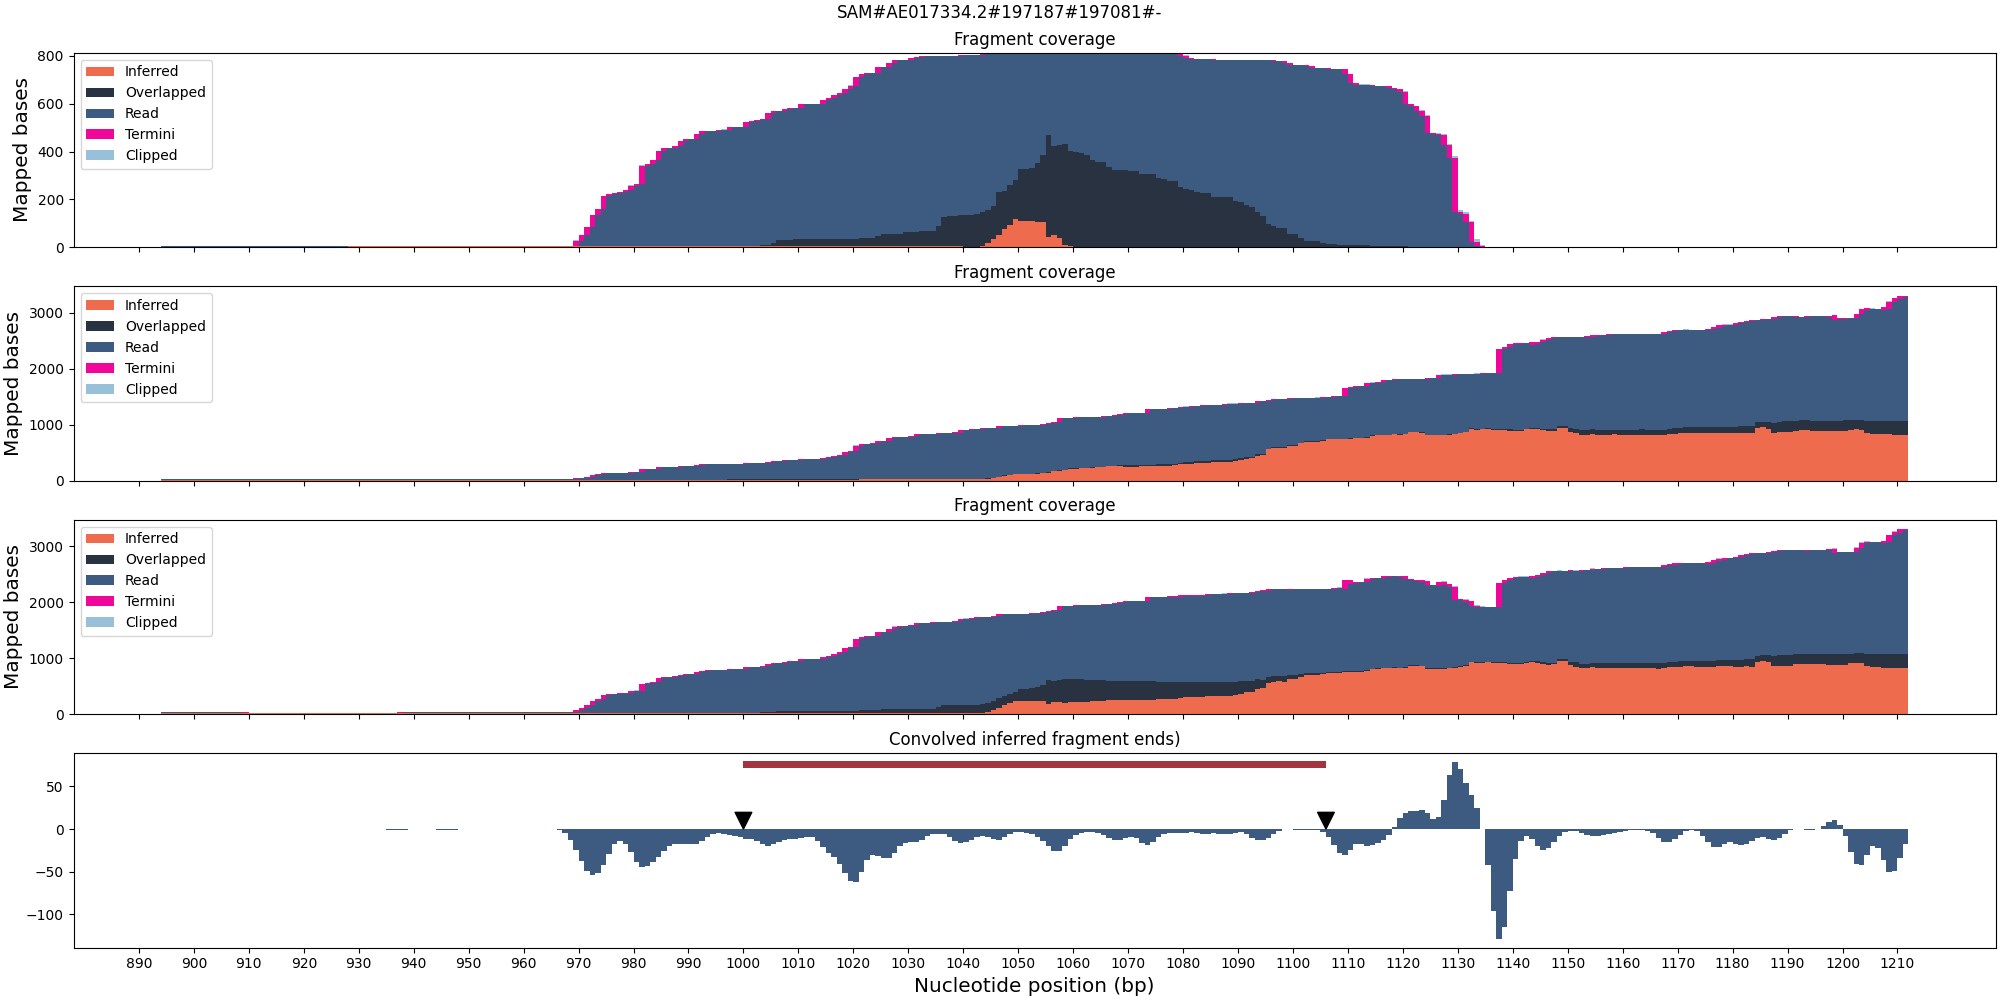 SAM#AE017334.2#197187#197081#-
Fragment coverage
Mapped bases
800
600
400
200
0
Inferred
Overlapped
Read
Termini
Clipped
Fragment coverage
Mapped bases
3000
2000
1000
0
Inferred
Overlapped
Read
Termini
Clipped
Fragment coverage
Mapped bases
3000
2000
1000
0
Inferred
Overlapped
Read
Termini
Clipped
Convolved inferred fragment ends)
50
0
−50
−100
890 900 910 920 930 940 950 960 970 980 990 1000 1010 1020 1030 1040 1050 1060 1070 1080 1090 1100 1110 1120 1130 1140 1150 1160 1170 1180 1190 1200 1210
Nucleotide position (bp)